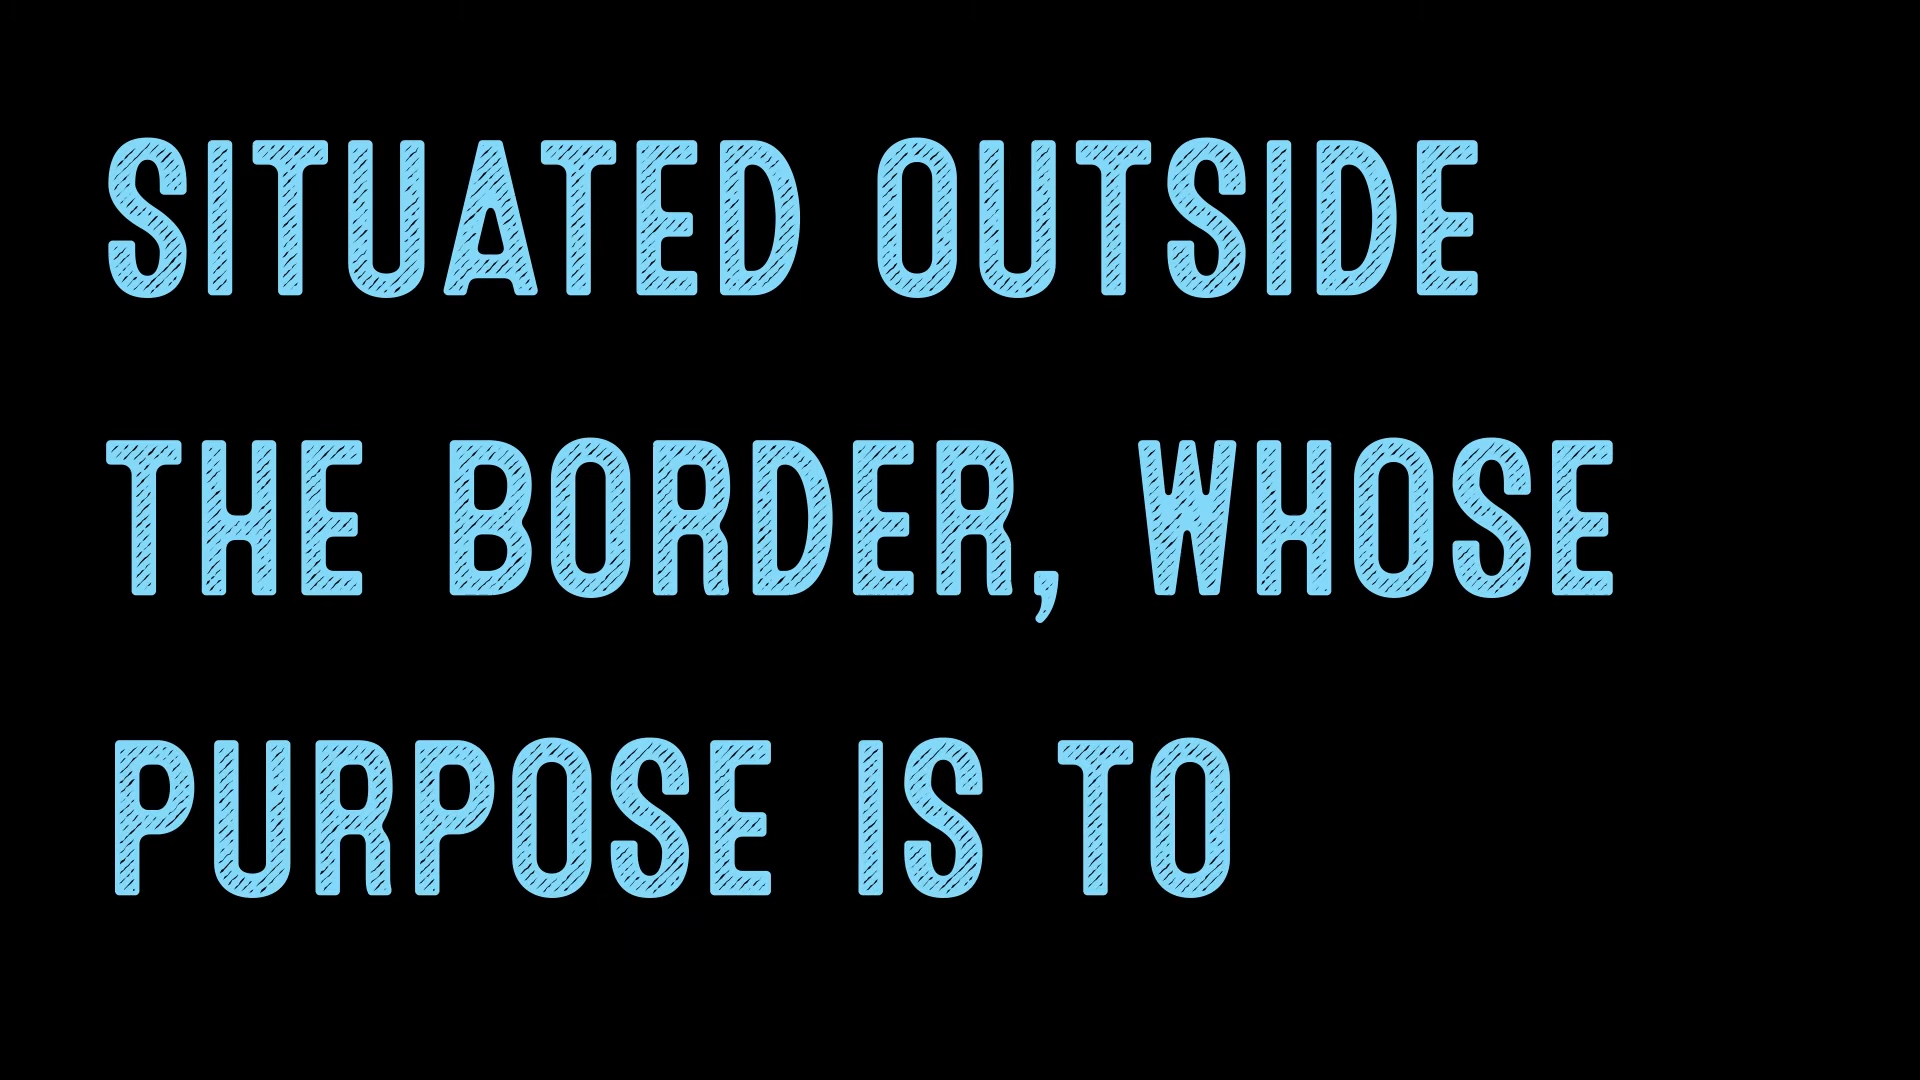 SITUATED OUTSIDE
THE BORDER, WHOSE
PURPOSE IS TO